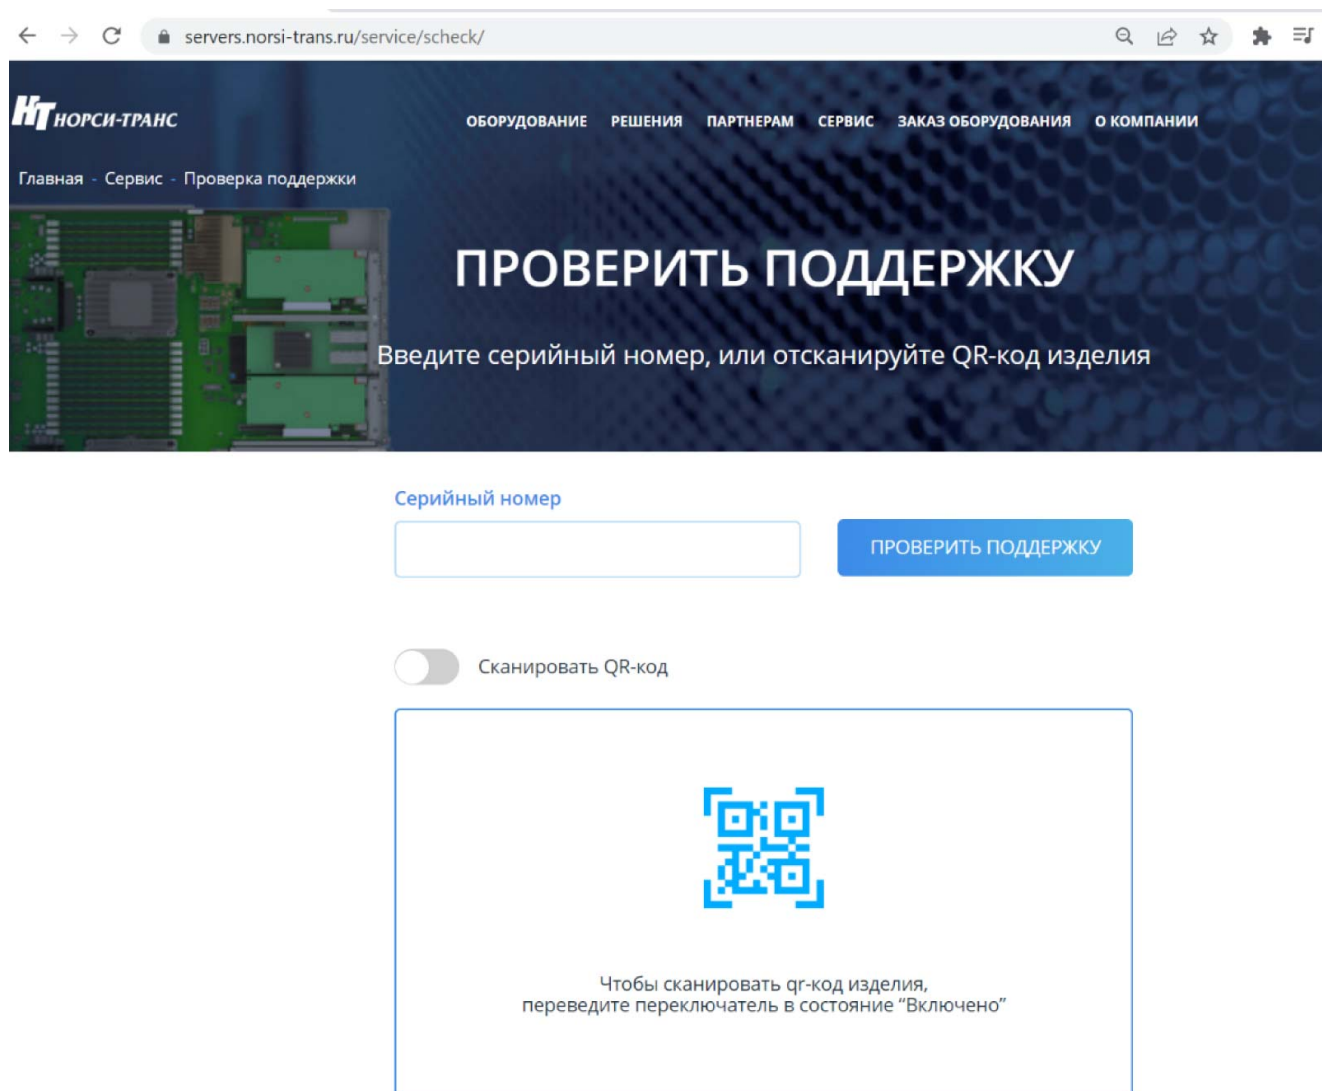 servers.norsi-trans.ru/service/scheck/
НТ НОРСИ-ТРАНС
ОБОРУДОВАНИЕ РЕШЕНИЯ ПАРТНЕРАМ СЕРВИС ЗАКАЗ ОБОРУДОВАНИЯ О КОМПАНИИ
Главная - Сервис - Проверка поддержки
ПРОВЕРИТЬ ПОДДЕРЖКУ
Введите серийный номер, или отсканируйте QR-код изделия
Серийный номер
ПРОВЕРИТЬ ПОДДЕРЖКУ
Сканировать QR-код
Чтобы сканировать qr-код изделия,
переведите переключатель в состояние “Включено”